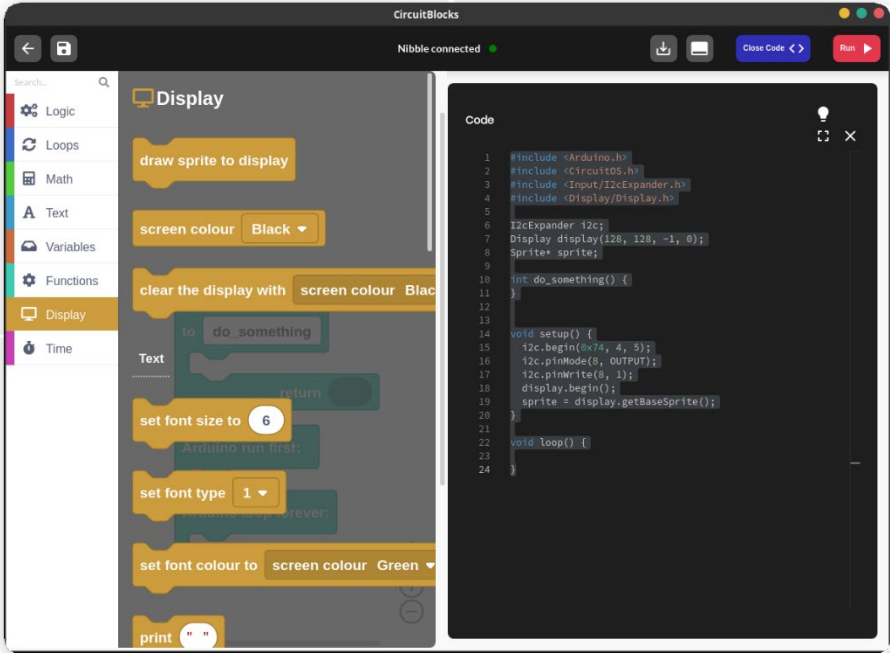 CircuitBlocks
Nibble connected
Close Code < >
Run
Search...
Logic
Loops
Math
Text
Variables
Functions
Display
Time
Display
draw sprite to display
screen colour Black
clear the display with screen colour Blac
to do_something
Text
return
set font size to 6
Arduino run first:
set font type 1
Arduino loop forever:
set font colour to screen colour Green
print " "
Code
1 #include <Arduino.h>
2 #include <CircuitOS.h>
3 #include <Input/I2cExpander.h>
4 #include <Display/Display.h>
5
6 I2cExpander i2c;
7 Display display(128, 128, -1, 0);
8 Sprite* sprite;
9
10 int do_something() {
11 }
12
13
14 void setup() {
15 i2c.begin(0x74, 4, 5);
16 i2c.pinMode(8, OUTPUT);
17 i2c.pinWrite(8, 1);
18 display.begin();
19 sprite = display.getBaseSprite();
20 }
21
22 void loop() {
23
24 }